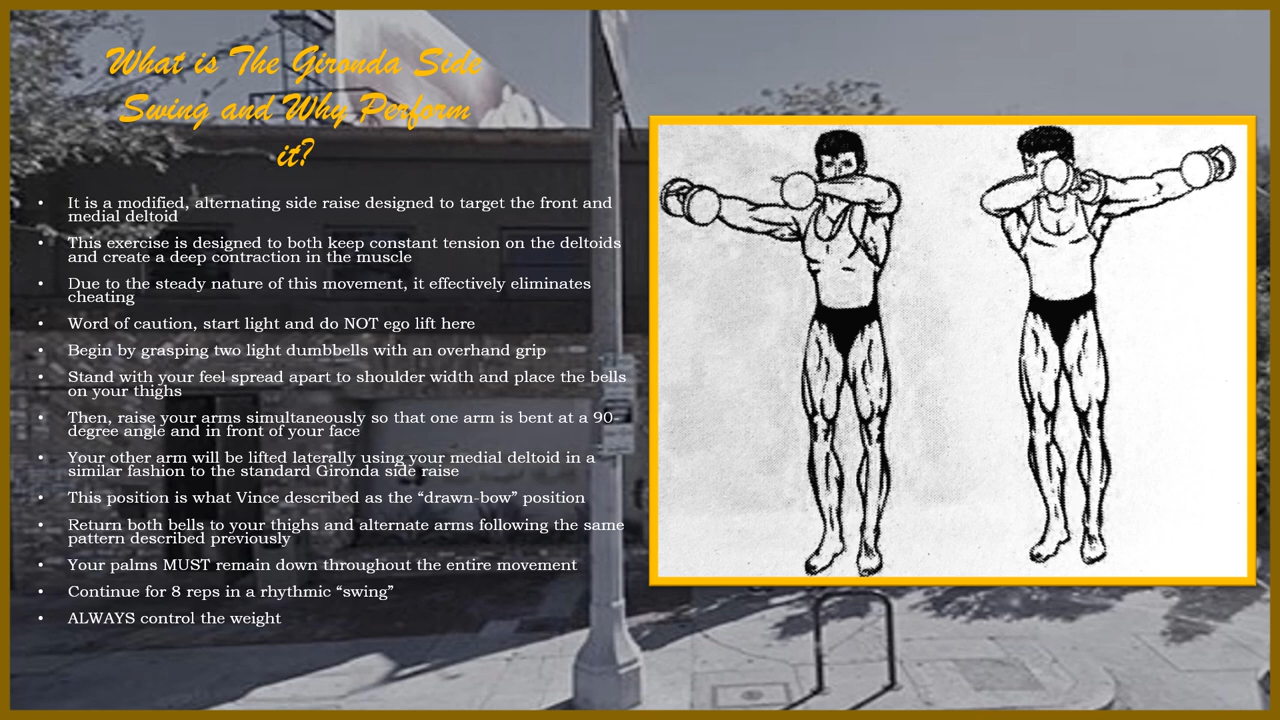 What is The Gironda Side
Swing and Why Perform
it?
• It is a modified, alternating side raise designed to target the front and
medial deltoid
• This exercise is designed to both keep constant tension on the deltoids
and create a deep contraction in the muscle
• Due to the steady nature of this movement, it effectively eliminates
cheating
• Word of caution, start light and do NOT ego lift here
• Begin by grasping two light dumbbells with an overhand grip
• Stand with your feel spread apart to shoulder width and place the bells
on your thighs
• Then, raise your arms simultaneously so that one arm is bent at a 90-
degree angle and in front of your face
• Your other arm will be lifted laterally using your medial deltoid in a
similar fashion to the standard Gironda side raise
• This position is what Vince described as the “drawn-bow” position
• Return both bells to your thighs and alternate arms following the same
pattern described previously
• Your palms MUST remain down throughout the entire movement
• Continue for 8 reps in a rhythmic “swing”
• ALWAYS control the weight